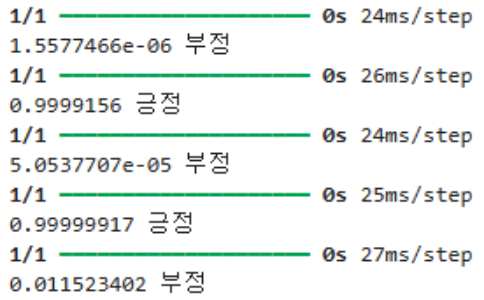 1/1 ━━━━━━━━━━━━━━━━━━━━ 0s 24ms/step
1.5577466e-06 부정
1/1 ━━━━━━━━━━━━━━━━━━━━ 0s 26ms/step
0.9999156 긍정
1/1 ━━━━━━━━━━━━━━━━━━━━ 0s 24ms/step
5.0537707e-05 부정
1/1 ━━━━━━━━━━━━━━━━━━━━ 0s 25ms/step
0.99999917 긍정
1/1 ━━━━━━━━━━━━━━━━━━━━ 0s 27ms/step
0.011523402 부정